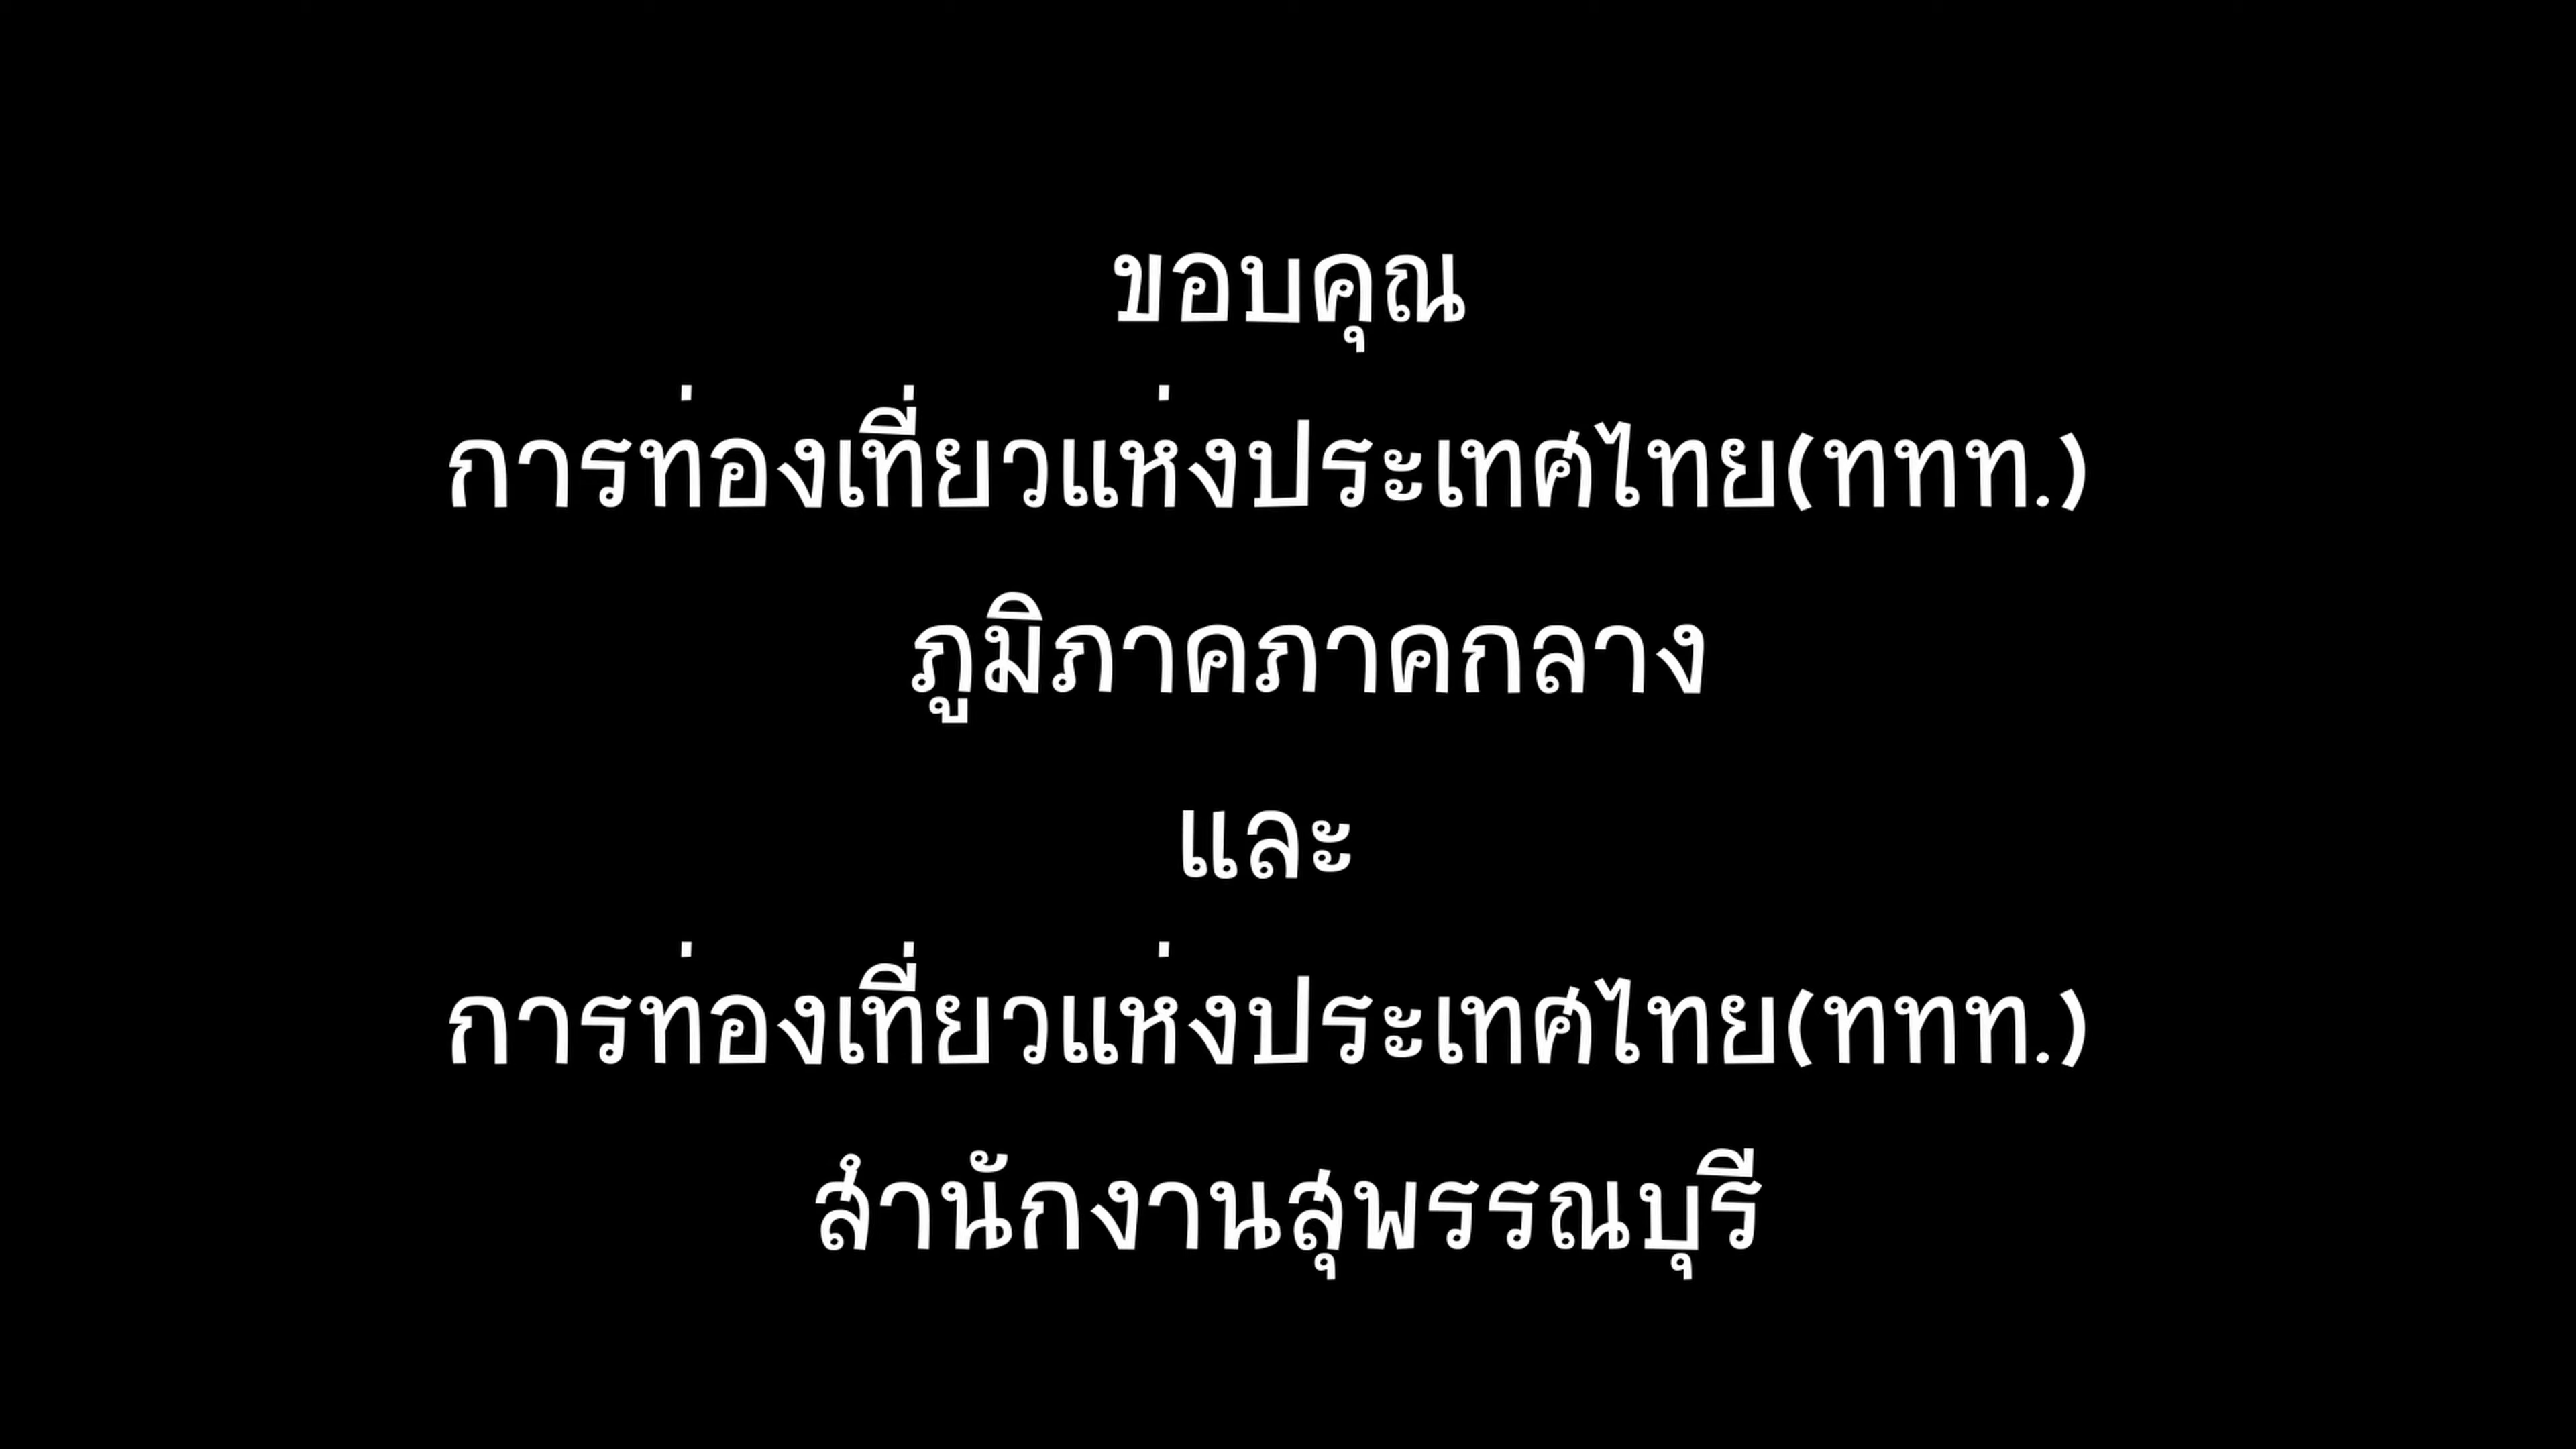 ขอบคุณ
การท่องเที่ยวแห่งประเทศไทย(ททท.)
ภูมิภาคภาคกลาง
และ
การท่องเที่ยวแห่งประเทศไทย(ททท.)
สำนักงานสุพรรณบุรี